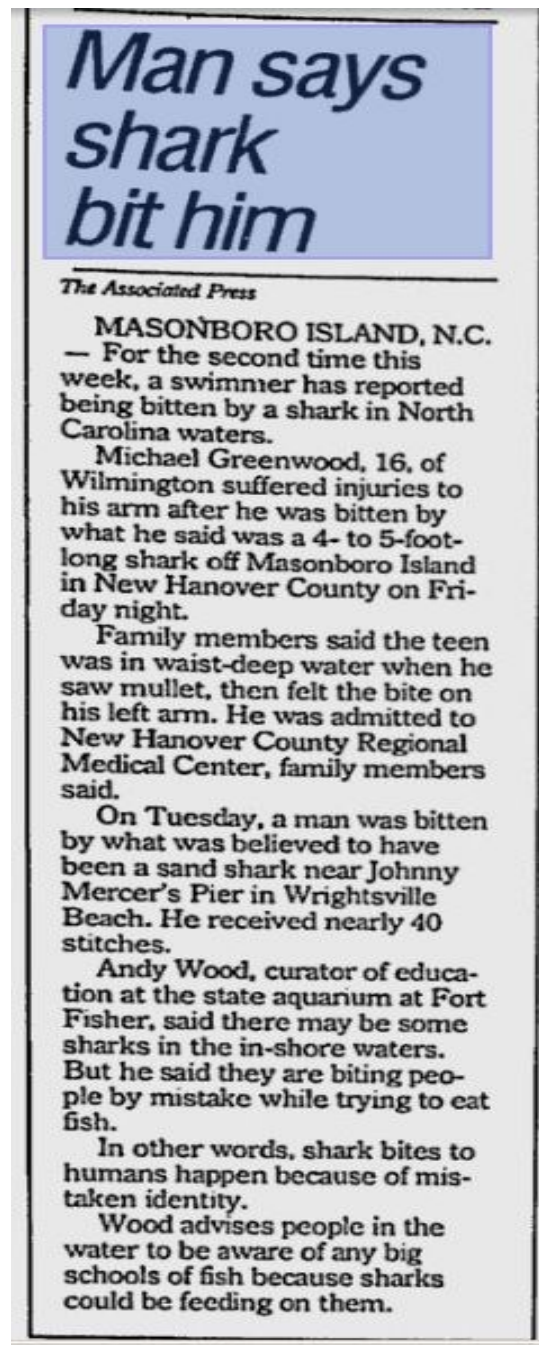 Man says
shark
bit him
The Associated Press
MASONBORO ISLAND, N.C.
— For the second time this
week, a swimmer has reported
being bitten by a shark in North
Carolina waters.
Michael Greenwood, 16, of
Wilmington suffered injuries to
his arm after he was bitten by
what he said was a 4- to 5-foot-
long shark off Masonboro Island
in New Hanover County on Fri-
day night.
Family members said the teen
was in waist-deep water when he
saw mullet, then felt the bite on
his left arm. He was admitted to
New Hanover County Regional
Medical Center, family members
said.
On Tuesday, a man was bitten
by what was believed to have
been a sand shark near Johnny
Mercer's Pier in Wrightsville
Beach. He received nearly 40
stitches.
Andy Wood, curator of educa-
tion at the state aquarium at Fort
Fisher, said there may be some
sharks in the in-shore waters.
But he said they are biting peo-
ple by mistake while trying to eat
fish.
In other words, shark bites to
humans happen because of mis-
taken identity.
Wood advises people in the
water to be aware of any big
schools of fish because sharks
could be feeding on them.